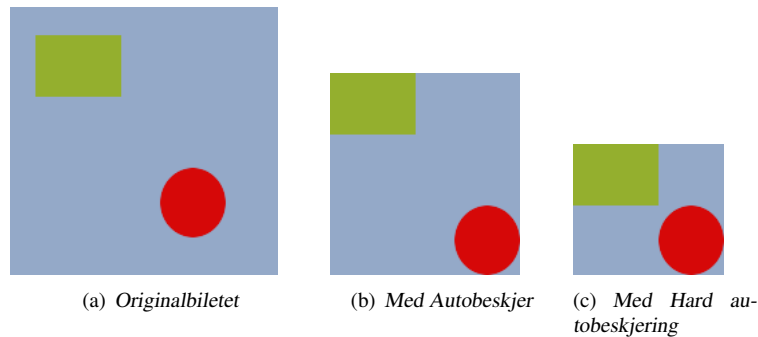 (a) Originalbiletet
(b) Med Autobeskjer
(c) Med Hard au-
tobeskjering